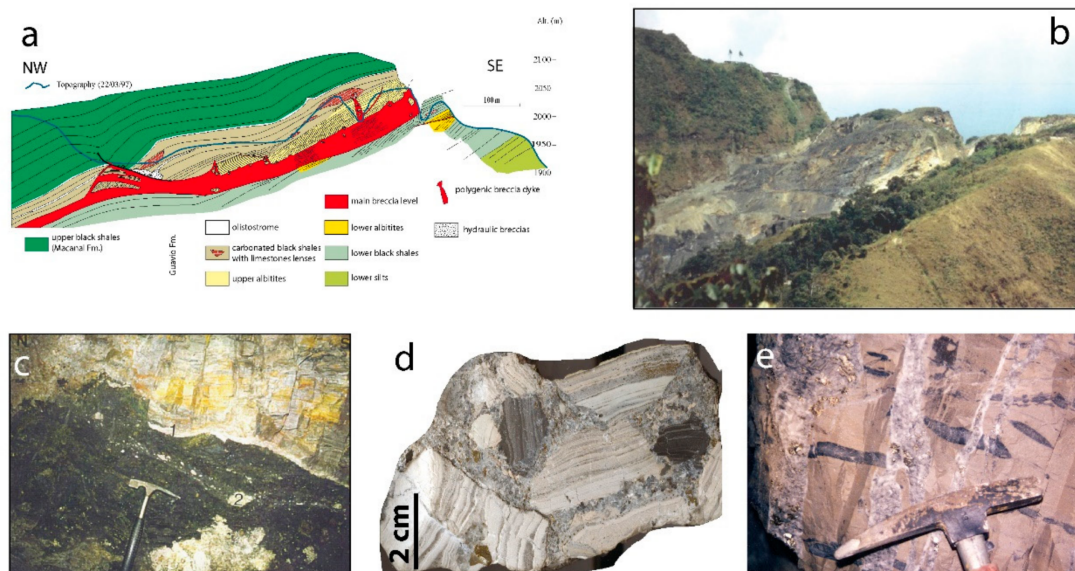 a
NW
Topography (22/03/97)
SE
Alt. (m)
2100
2050
2000
1950
1900
100m
upper black shales
(Macanal Fm.)
Guavio Fm.
olistostrome
carbonated black shales
with limestones lenses
upper albitites
main breccia level
lower albitites
lower black shales
lower silts
polygenic breccia dyke
hydraulic breccias
b
c
N
S
1
2
d
2 cm
e